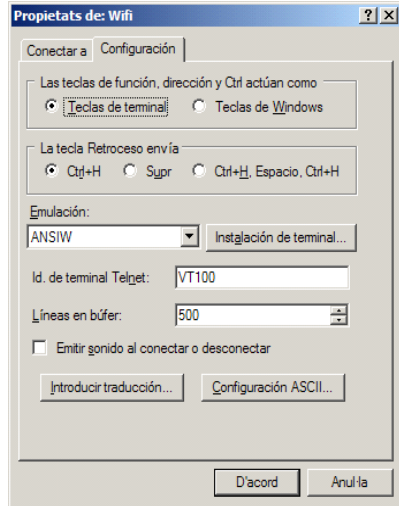 Propietats de: Wifi
Conectar a Configuración
Las teclas de función, dirección y Ctrl actúan como
Teclas de terminal Teclas de Windows
La tecla Retroceso envía
Ctrl+H Supr Ctrl+H, Espacio, Ctrl+H
Emulación:
ANSIW Instalación de terminal...
Id. de terminal Telnet: VT100
Líneas en búfer: 500
Emitir sonido al conectar o desconectar
Introducir traducción... Configuración ASCII...
D'acord Anul·la